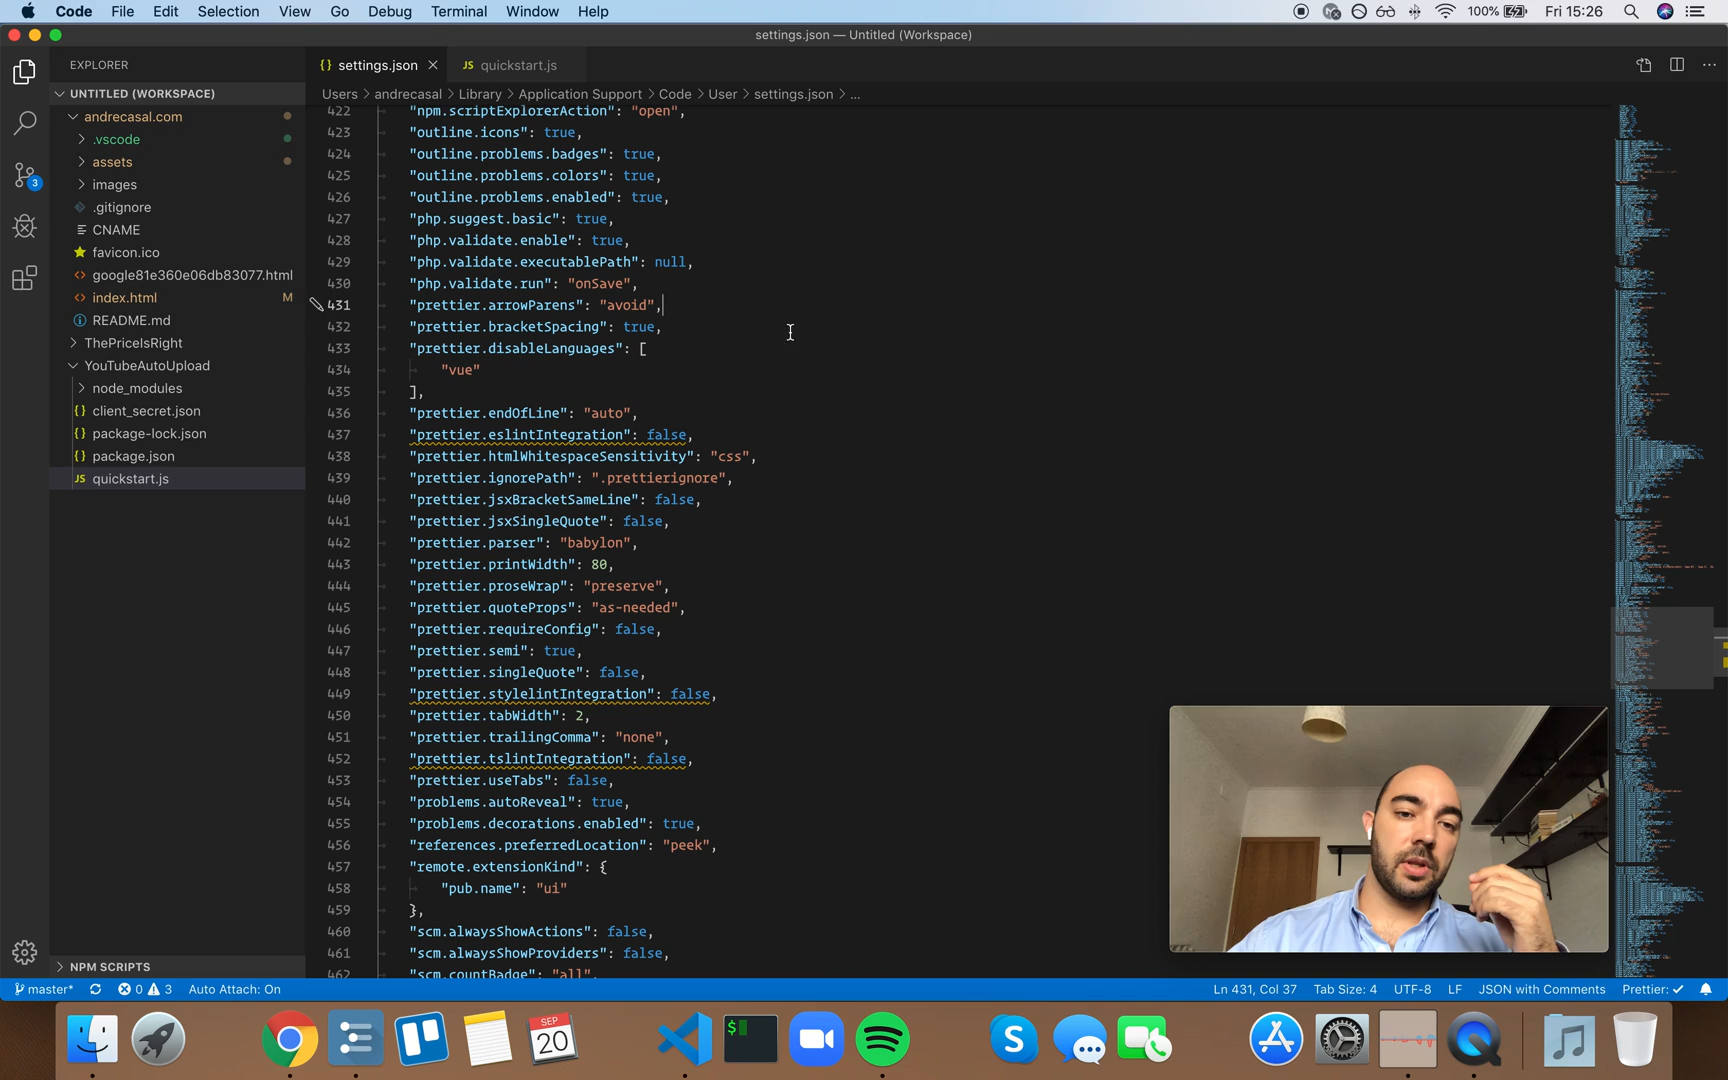 Code File Edit Selection View Go Debug Terminal Window Help 100% Fri 15:26
settings.json — Untitled (Workspace)
EXPLORER
{ } settings.json JS quickstart.js
UNTITLED (WORKSPACE)
Users > andrecasal > Library > Application Support > Code > User > settings.json > ...
andrecasal.com
.vscode
assets
images
.gitignore
CNAME
favicon.ico
google81e360e06db83077.html
index.html M
README.md
ThePriceIsRight
YouTubeAutoUpload
node_modules
{ } client_secret.json
{ } package-lock.json
{ } package.json
JS quickstart.js
NPM SCRIPTS
3
422 "npm.scriptExplorerAction": "open",
423 "outline.icons": true,
424 "outline.problems.badges": true,
425 "outline.problems.colors": true,
426 "outline.problems.enabled": true,
427 "php.suggest.basic": true,
428 "php.validate.enable": true,
429 "php.validate.executablePath": null,
430 "php.validate.run": "onSave",
431 "prettier.arrowParens": "avoid",
432 "prettier.bracketSpacing": true,
433 "prettier.disableLanguages": [
434 "vue"
435 ],
436 "prettier.endOfLine": "auto",
437 "prettier.eslintIntegration": false,
438 "prettier.htmlWhitespaceSensitivity": "css",
439 "prettier.ignorePath": ".prettierignore",
440 "prettier.jsxBracketSameLine": false,
441 "prettier.jsxSingleQuote": false,
442 "prettier.parser": "babylon",
443 "prettier.printWidth": 80,
444 "prettier.proseWrap": "preserve",
445 "prettier.quoteProps": "as-needed",
446 "prettier.requireConfig": false,
447 "prettier.semi": true,
448 "prettier.singleQuote": false,
449 "prettier.stylelintIntegration": false,
450 "prettier.tabWidth": 2,
451 "prettier.trailingComma": "none",
452 "prettier.tslintIntegration": false,
453 "prettier.useTabs": false,
454 "problems.autoReveal": true,
455 "problems.decorations.enabled": true,
456 "references.preferredLocation": "peek",
457 "remote.extensionKind": {
458 "pub.name": "ui"
459 },
460 "scm.alwaysShowActions": false,
461 "scm.alwaysShowProviders": false,
462 "scm.countBadge": "all",
master* 0 3 Auto Attach: On Ln 431, Col 37 Tab Size: 4 UTF-8 LF JSON with Comments Prettier: ✓
SEP
20
$